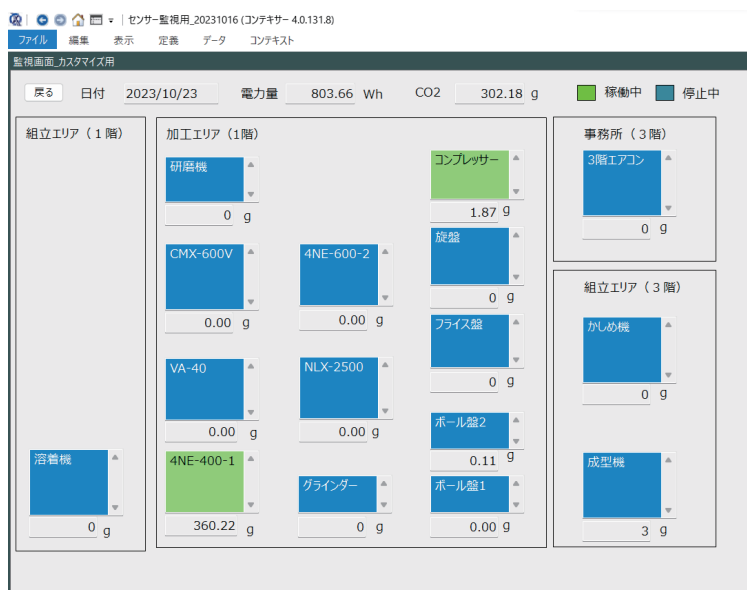 センサー監視用_20231016 (コンテキサー 4.0.131.8)
ファイル 編集 表示 定義 データ コンテキスト
監視画面_カスタマイズ用
戻る 日付 2023/10/23 電力量 803.66 Wh CO2 302.18 g 稼働中 停止中
組立エリア（１階）
溶着機
0 g
加工エリア（1階）
研磨機
0 g
CMX-600V
0.00 g
4NE-600-2
0.00 g
VA-40
0.00 g
NLX-2500
0.00 g
4NE-400-1
360.22 g
グラインダー
0 g
コンプレッサー
1.87 g
旋盤
0 g
フライス盤
0 g
ボール盤2
0.11 g
ボール盤1
0.00 g
事務所（３階）
3階エアコン
0 g
組立エリア（３階）
かしめ機
0 g
成型機
3 g